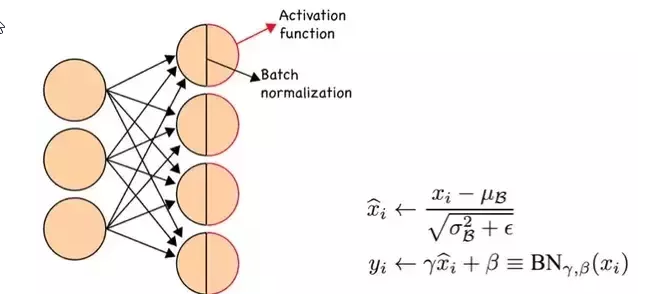 Activation
function
Batch
normalization
x̂ᵢ ← (xᵢ − μ_ℬ) / √(σ²_ℬ + ϵ)
yᵢ ← γx̂ᵢ + β ≡ BN_γ,β(xᵢ)